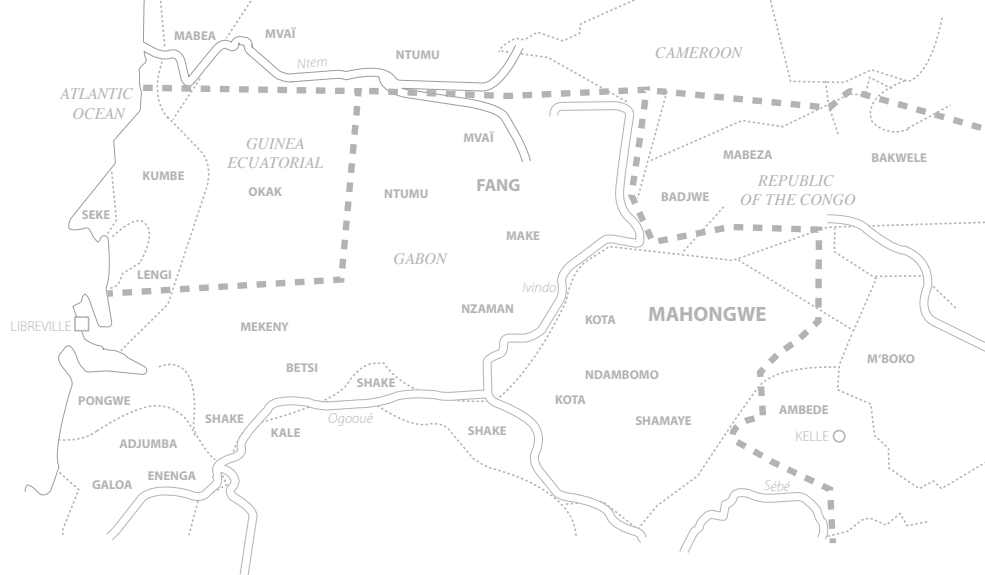 MABEA
MVAÏ
NTUMU
Ntem
CAMEROON
ATLANTIC
OCEAN
GUINEA
ECUATORIAL
MVAÏ
MABEZA
BAKWELE
KUMBE
OKAK
NTUMU
FANG
BADJWE
REPUBLIC
OF THE CONGO
SEKE
MAKE
GABON
LENGI
Ivindo
NZAMAN
KOTA
MAHONGWE
LIBREVILLE
MEKENY
M'BOKO
BETSI
SHAKE
NDAMBOMO
PONGWE
KOTA
AMBEDE
SHAKE
Ogooué
KALE
SHAKE
SHAMAYE
KELLE
ADJUMBA
ENENGA
GALOA
Sébé